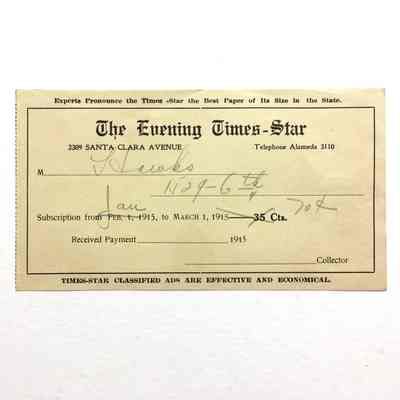 Experts Pronounce the Times -Star the Best Paper of Its Size in the State.
The Evening Times-Star
2309 SANTA CLARA AVENUE Telephone Alameda 3110
M
1529-6th
Jan
Subscription from FEB. 1, 1915, to MARCH 1, 1915 35 Cts. 70¢
Received Payment 1915
Collector
TIMES-STAR CLASSIFIED ADS ARE EFFECTIVE AND ECONOMICAL.